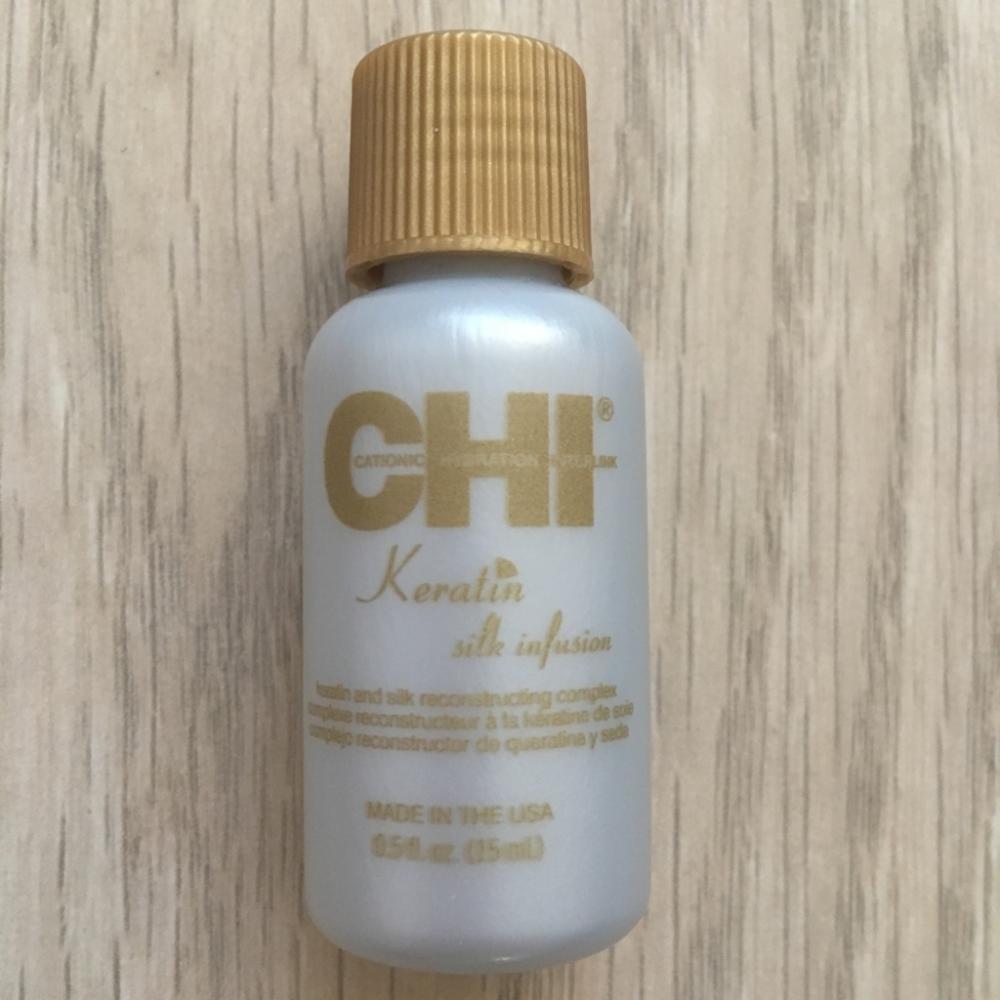 CHI®
CATIONIC HYDRATION INTERLINK
Keratin
silk infusion
keratin and silk reconstructing complex
complexe reconstructeur à la kératine de soie
complejo reconstructor de queratina y seda
MADE IN THE USA
0.5 fl. oz. (15 mL)